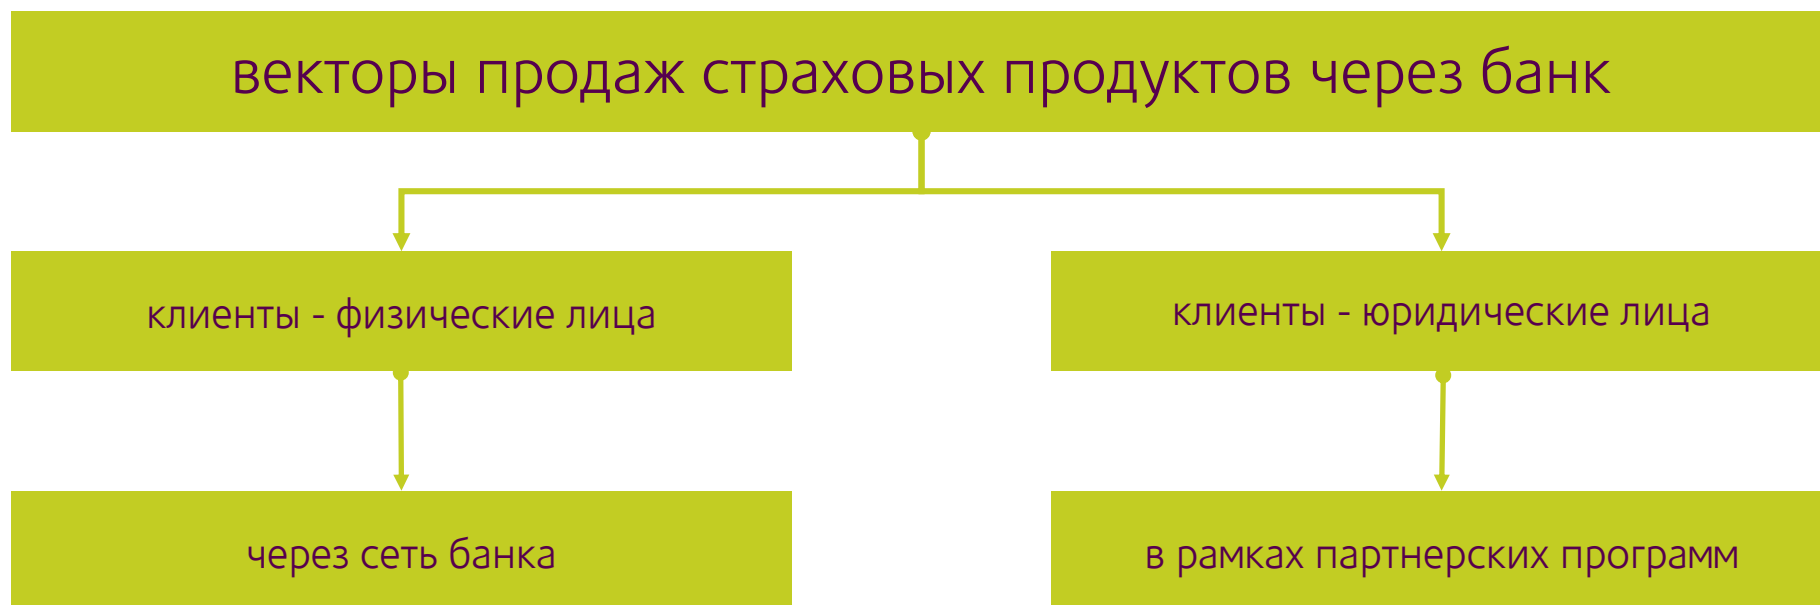 векторы продаж страховых продуктов через банк
клиенты - физические лица
клиенты - юридические лица
через сеть банка
в рамках партнерских программ